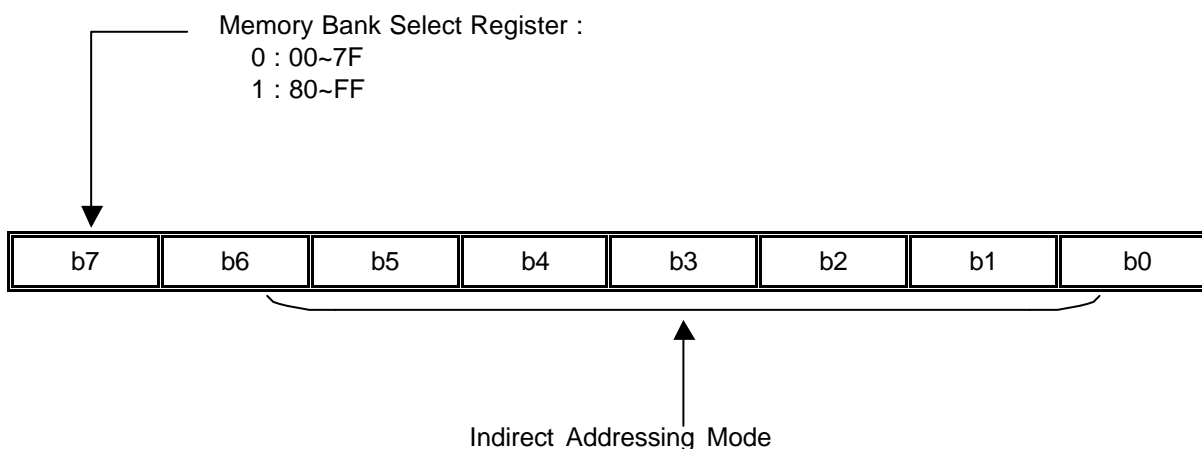 Memory Bank Select Register :
0 : 00~7F
1 : 80~FF
b7 b6 b5 b4 b3 b2 b1 b0
Indirect Addressing Mode